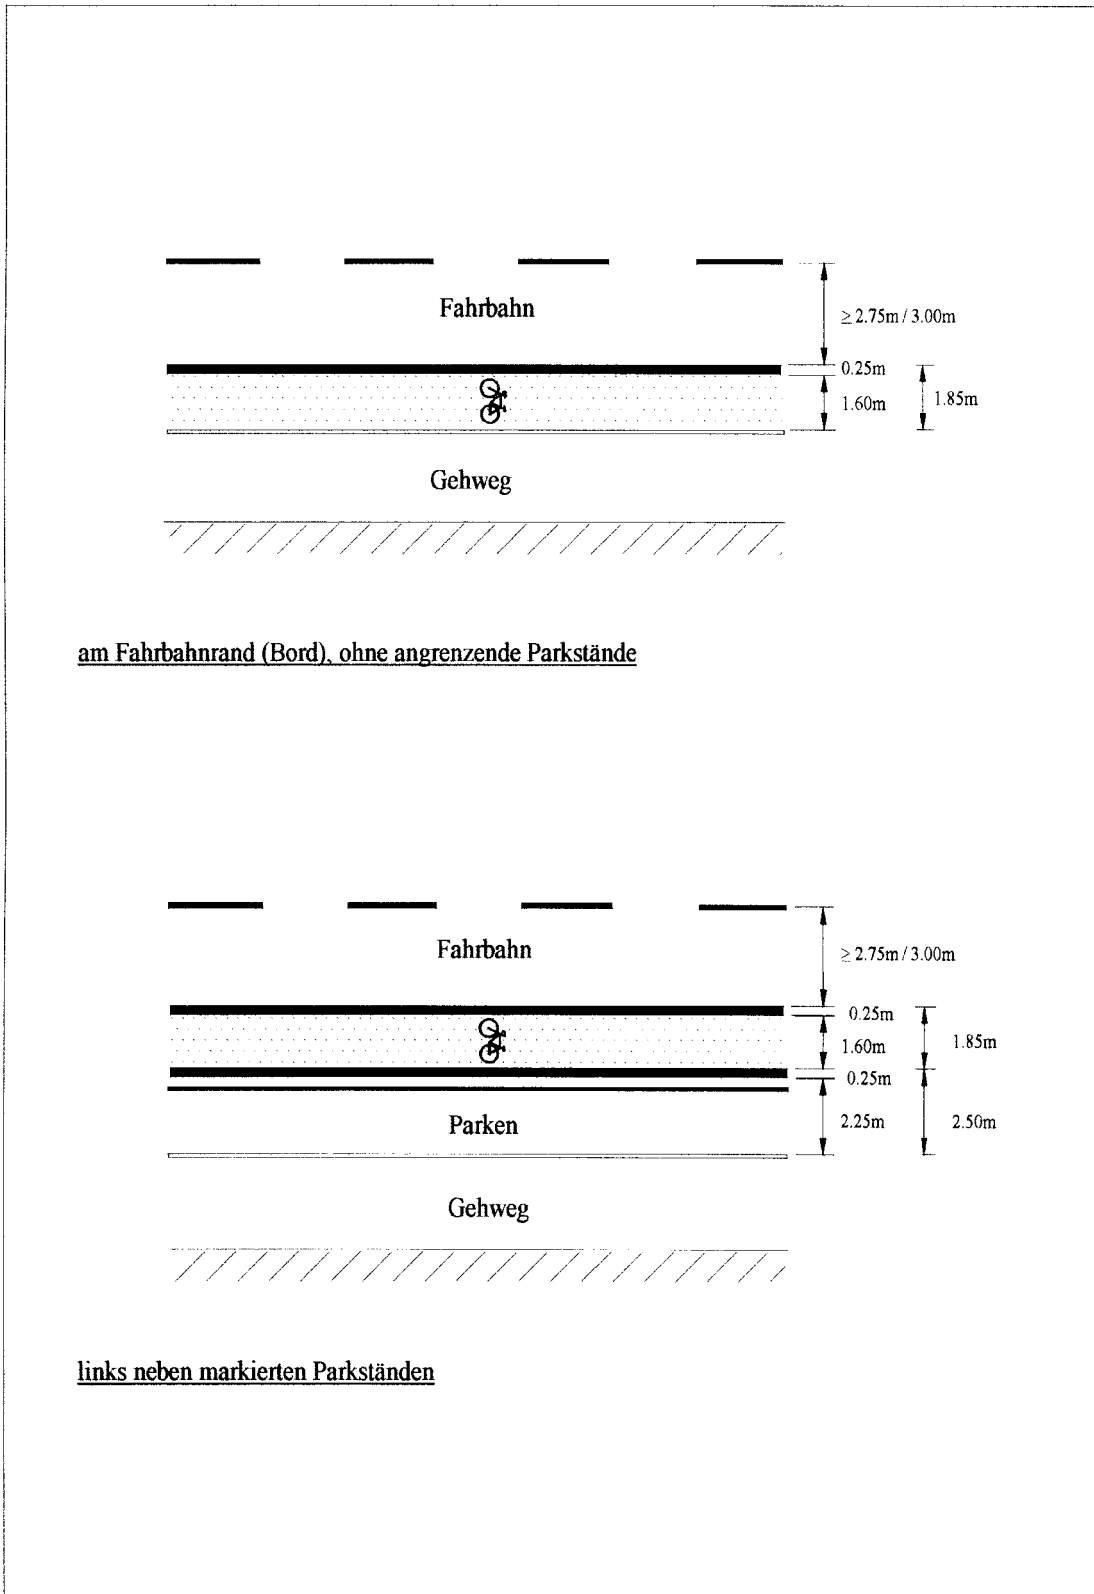 Fahrbahn
≥ 2.75m / 3.00m
0.25m
1.60m
1.85m
Gehweg
am Fahrbahnrand (Bord), ohne angrenzende Parkstände
Fahrbahn
≥ 2.75m / 3.00m
0.25m
1.60m
1.85m
0.25m
Parken
2.25m
2.50m
Gehweg
links neben markierten Parkständen